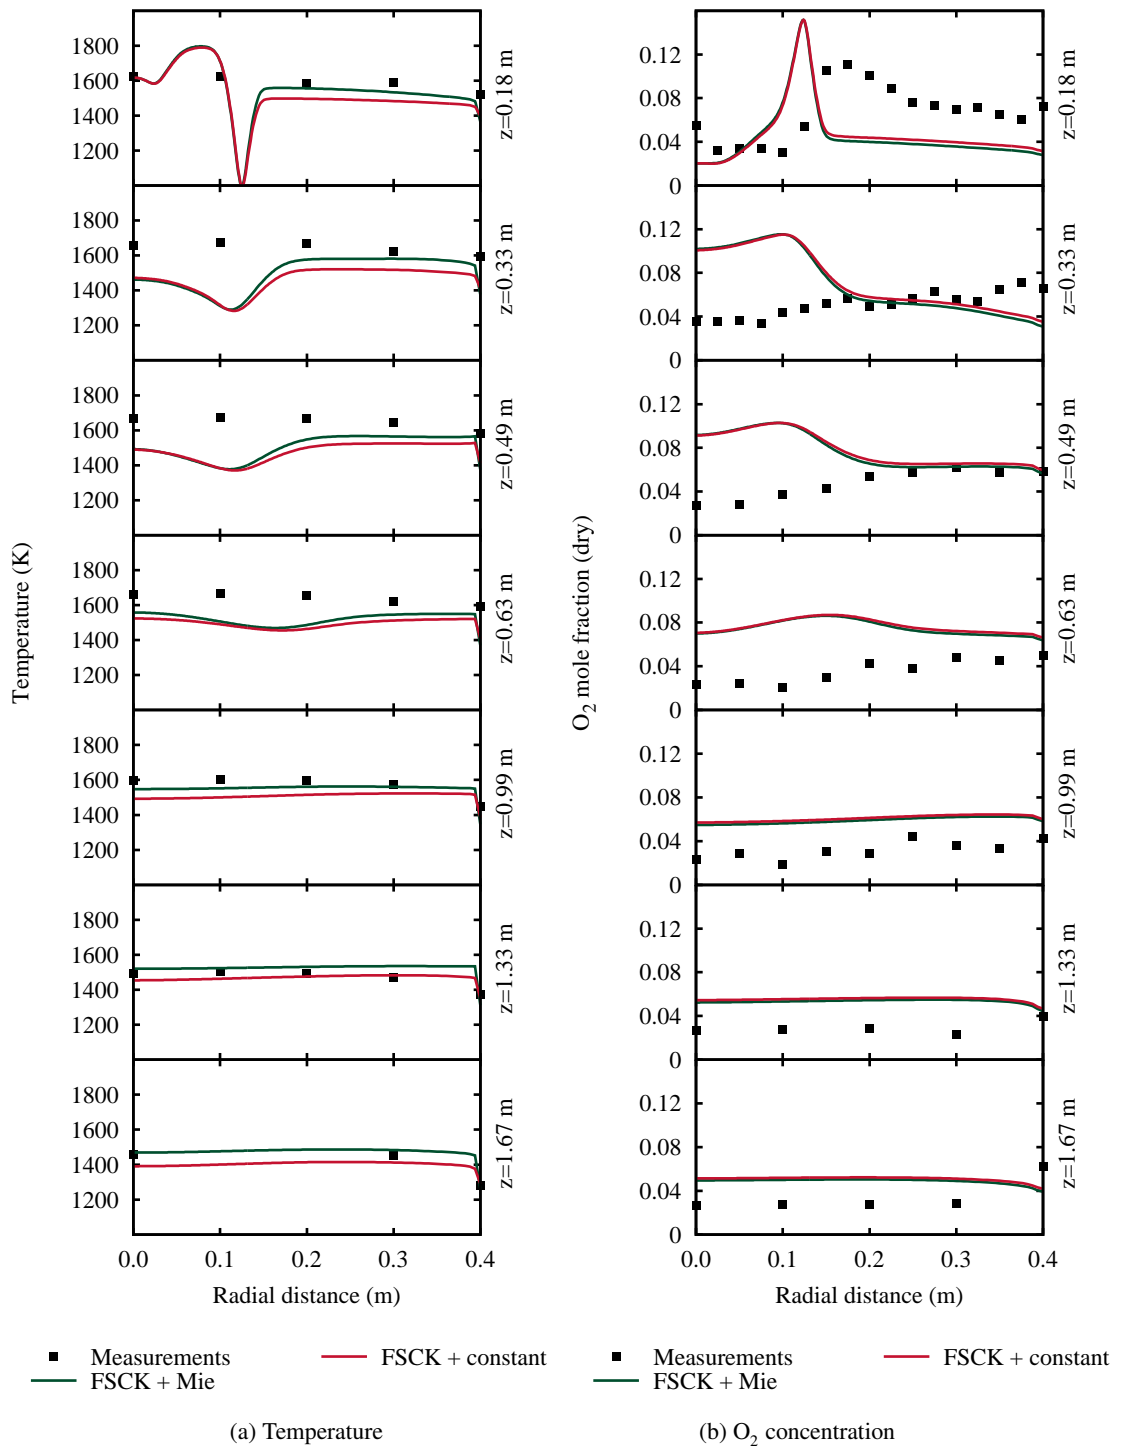 1800
1600
1400
1200
z=0.18 m
1800
1600
1400
1200
z=0.33 m
1800
1600
1400
1200
z=0.49 m
1800
1600
1400
1200
z=0.63 m
1800
1600
1400
1200
z=0.99 m
1800
1600
1400
1200
z=1.33 m
1800
1600
1400
1200
z=1.67 m
0.0 0.1 0.2 0.3 0.4
Temperature (K)
Radial distance (m)
Measurements
FSCK + constant
FSCK + Mie
(a) Temperature
0.12
0.08
0.04
0
z=0.18 m
0.12
0.08
0.04
0
z=0.33 m
0.12
0.08
0.04
0
z=0.49 m
0.12
0.08
0.04
0
z=0.63 m
0.12
0.08
0.04
0
z=0.99 m
0.12
0.08
0.04
0
z=1.33 m
0.12
0.08
0.04
0
z=1.67 m
0.0 0.1 0.2 0.3 0.4
O₂ mole fraction (dry)
Radial distance (m)
Measurements
FSCK + constant
FSCK + Mie
(b) O₂ concentration